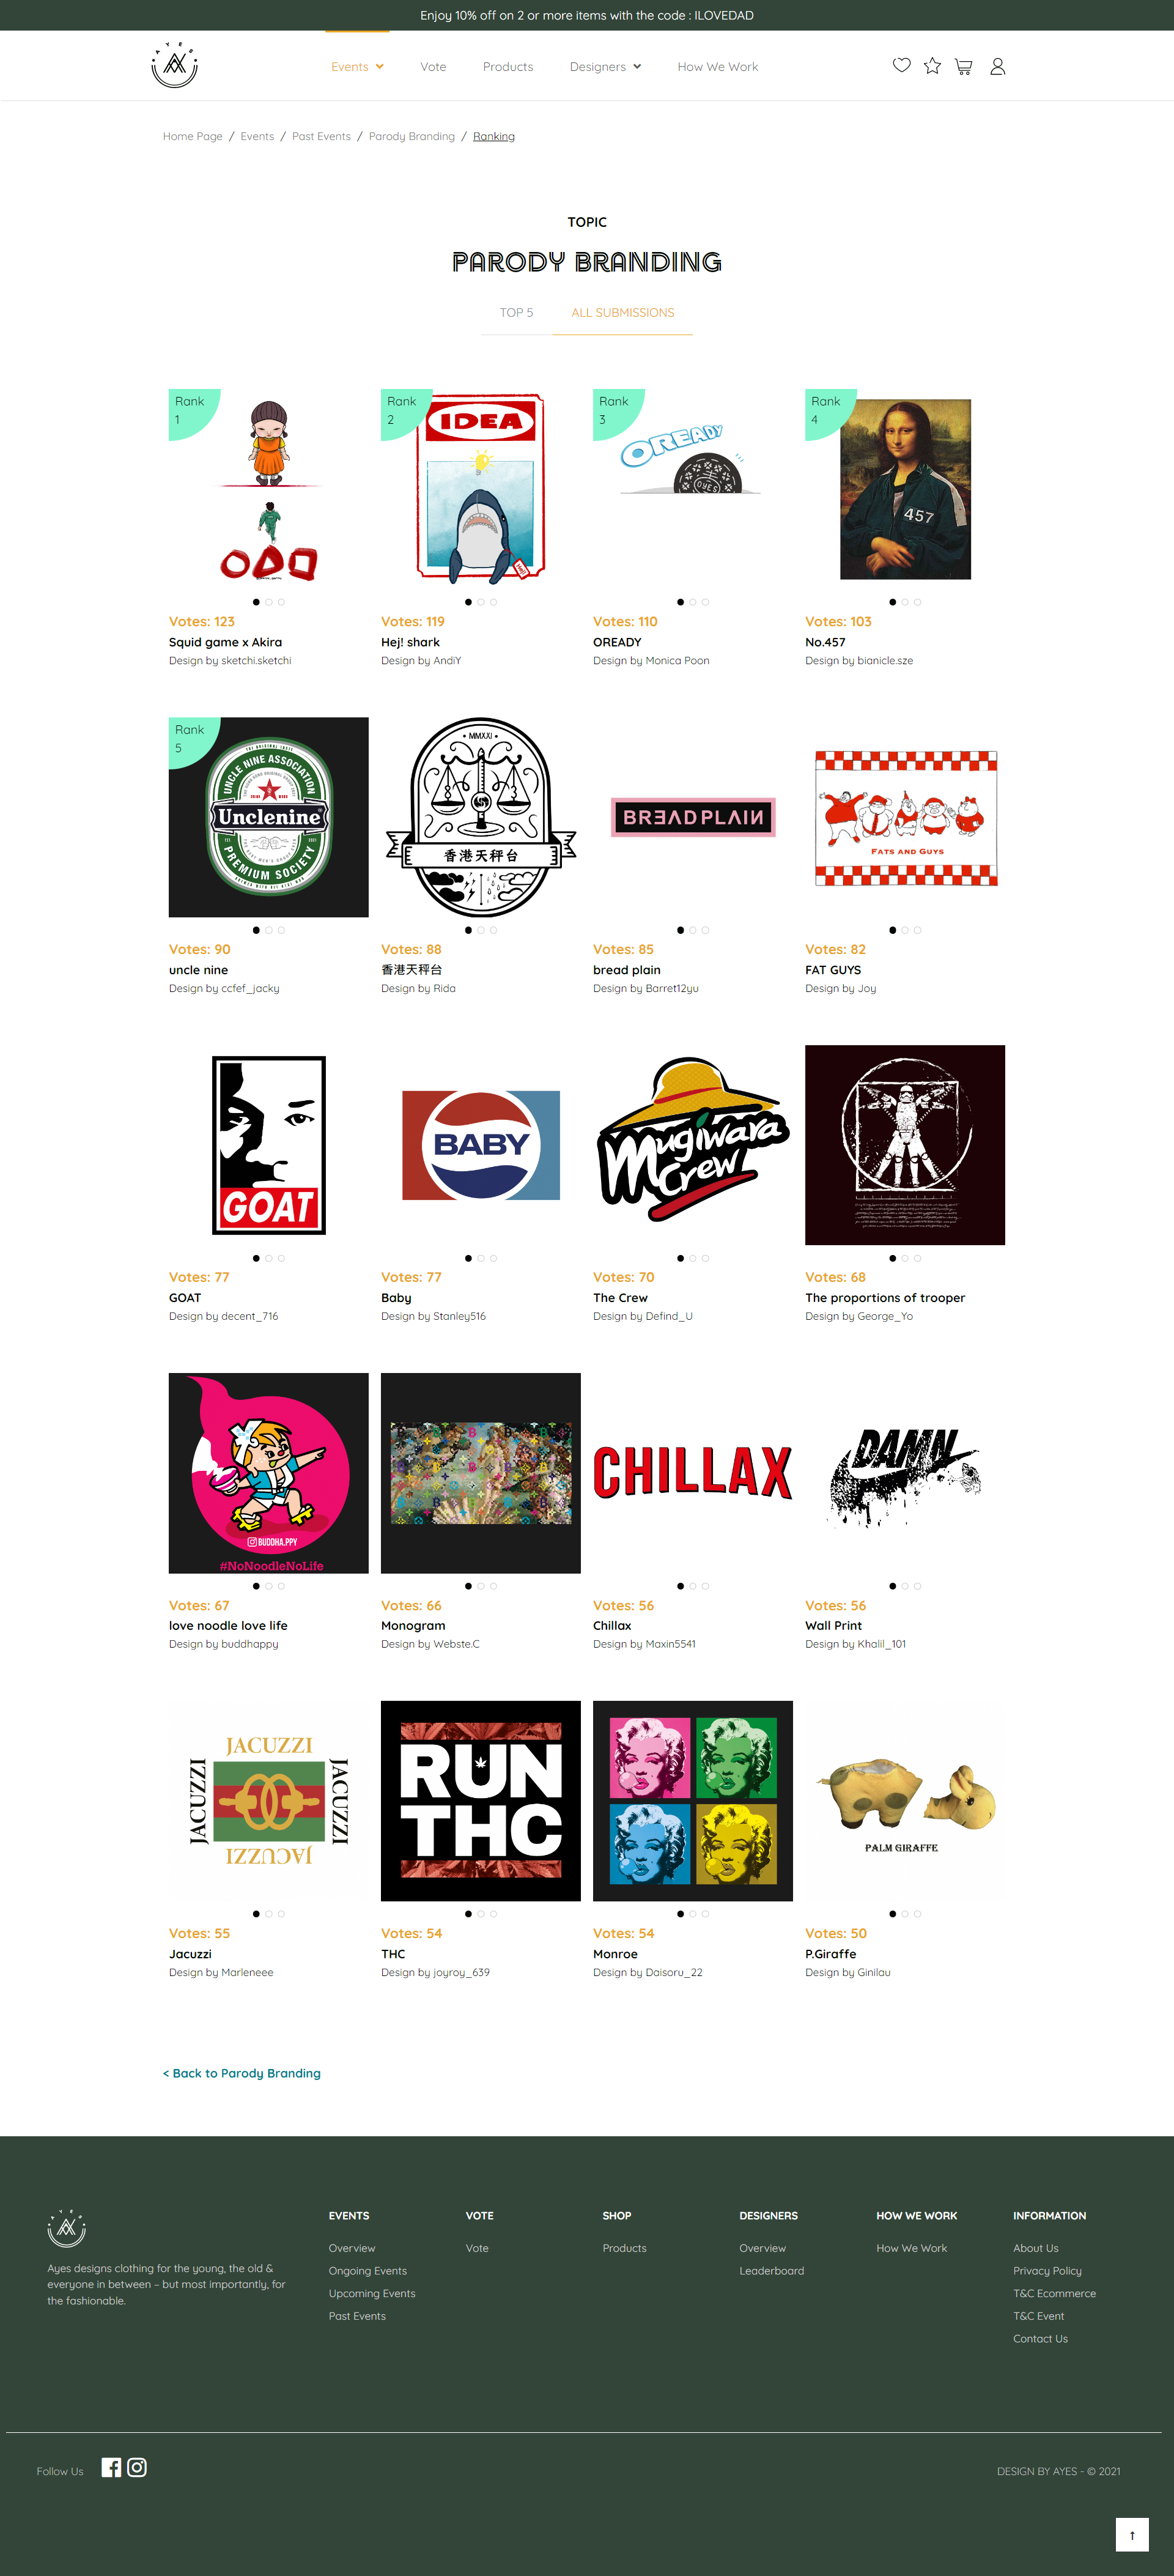 Enjoy 10% off on 2 or more items with the code : ILOVEDAD
AYES
Events
Vote
Products
Designers
How We Work
Home Page / Events / Past Events / Parody Branding / Ranking
TOPIC
PARODY BRANDING
TOP 5
ALL SUBMISSIONS
Rank
1
Votes: 123
Squid game x Akira
Design by sketchi.sketchi
Rank
2
IDEA
Hej!
Votes: 119
Hej! shark
Design by AndiY
Rank
3
OREADY
OYES
Votes: 110
OREADY
Design by Monica Poon
Rank
4
457
Votes: 103
No.457
Design by bianicle.sze
Rank
5
UNCLE NINE ASSOCIATION
Unclenine
PREMIUM SOCIETY
Votes: 90
uncle nine
Design by ccfef_jacky
• MMXXI •
香港天秤台
Votes: 88
香港天秤台
Design by Rida
BREADPLAIN
Votes: 85
bread plain
Design by Barret12yu
FATS AND GUYS
Votes: 82
FAT GUYS
Design by Joy
GOAT
Votes: 77
GOAT
Design by decent_716
BABY
Votes: 77
Baby
Design by Stanley516
Mugiwara
Crew
Votes: 70
The Crew
Design by Defind_U
Votes: 68
The proportions of trooper
Design by George_Yo
BUDDHA.PPY
#NoNoodleNoLife
Votes: 67
love noodle love life
Design by buddhappy
Votes: 66
Monogram
Design by Webste.C
CHILLAX
Votes: 56
Chillax
Design by Maxin5541
DAMN
Votes: 56
Wall Print
Design by Khalil_101
JACUZZI
JACUZZI
JACUZZI
JACUZZI
Votes: 55
Jacuzzi
Design by Marleneee
RUN
THC
Votes: 54
THC
Design by joyroy_639
Votes: 54
Monroe
Design by Daisoru_22
PALM GIRAFFE
Votes: 50
P.Giraffe
Design by Ginilau
< Back to Parody Branding
AYES
Ayes designs clothing for the young, the old &
everyone in between – but most importantly, for
the fashionable.
EVENTS
Overview
Ongoing Events
Upcoming Events
Past Events
VOTE
Vote
SHOP
Products
DESIGNERS
Overview
Leaderboard
HOW WE WORK
How We Work
INFORMATION
About Us
Privacy Policy
T&C Ecommerce
T&C Event
Contact Us
Follow Us
DESIGN BY AYES - © 2021